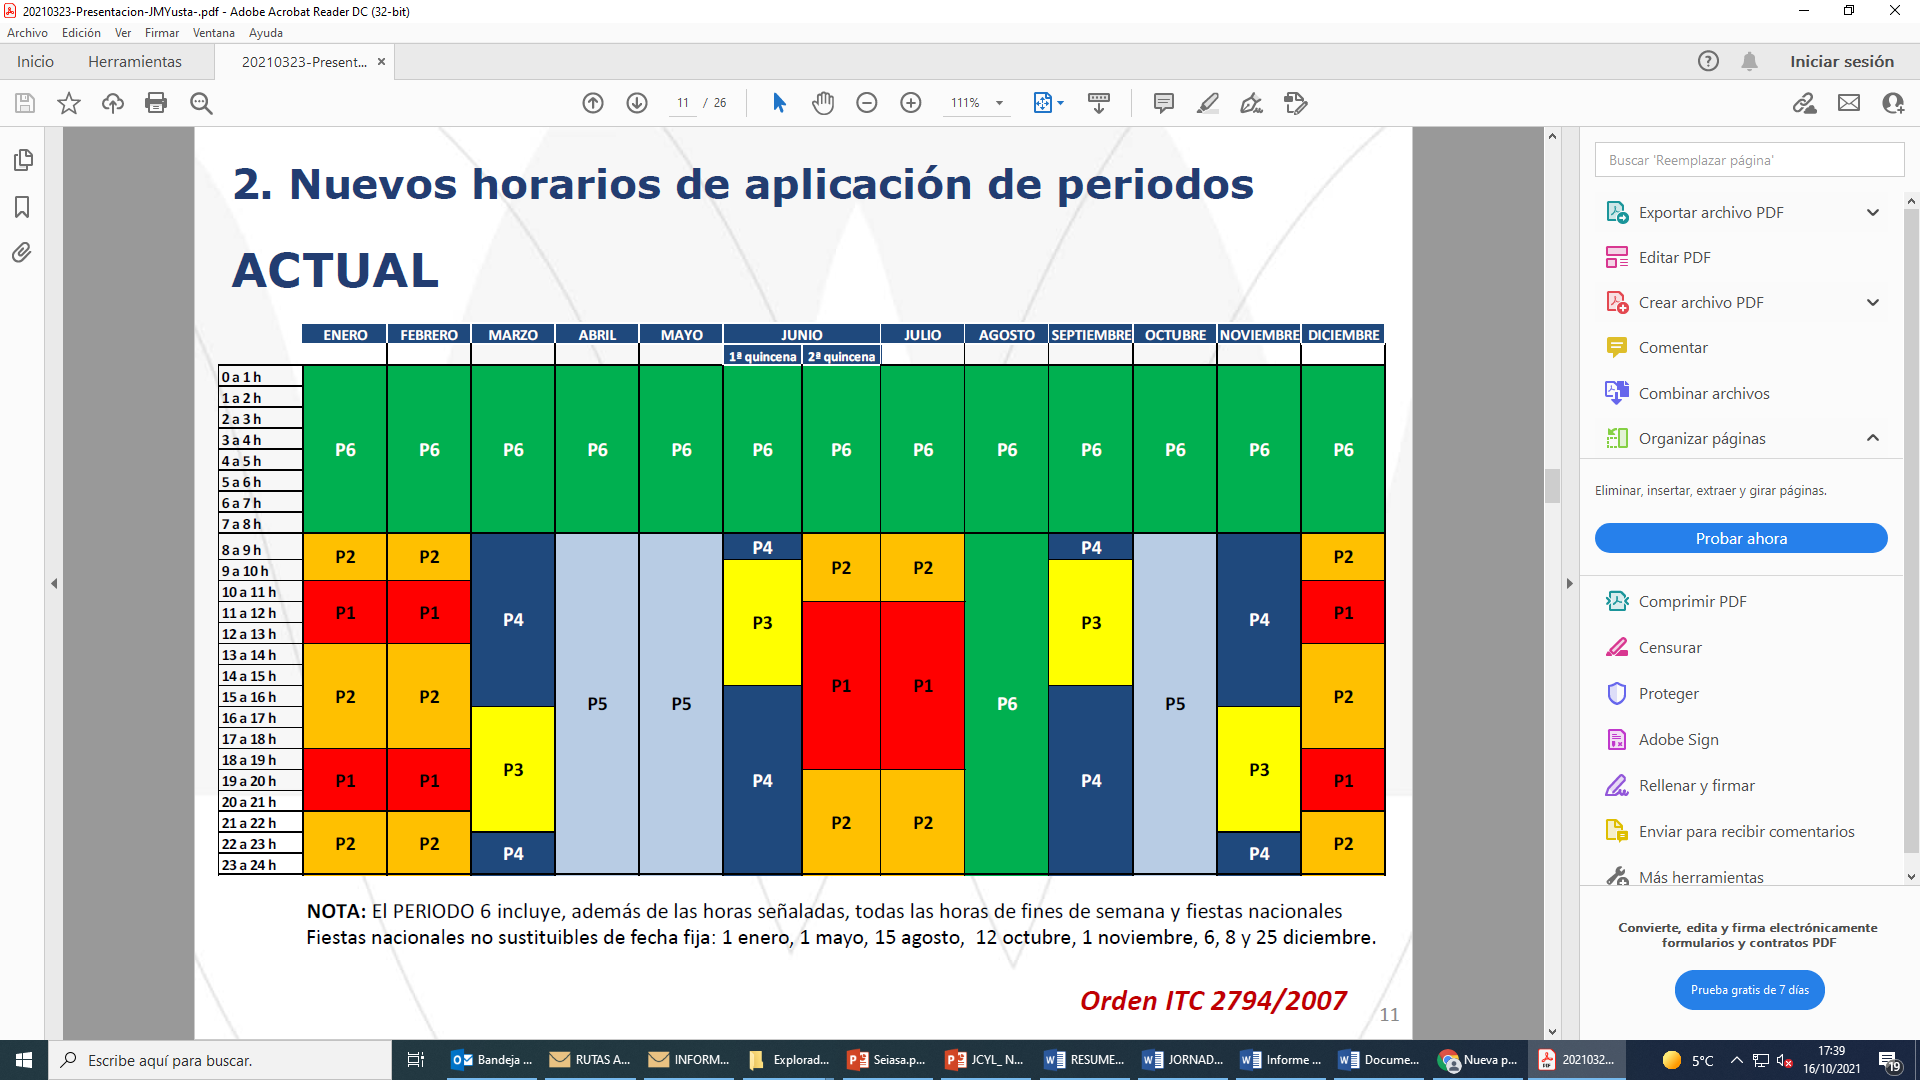 20210323-Presentacion-JMYusta-.pdf - Adobe Acrobat Reader DC (32-bit)
Archivo Edición Ver Firmar Ventana Ayuda
Inicio Herramientas 20210323-Present... Iniciar sesión
11 / 26 111%
2. Nuevos horarios de aplicación de periodos
ACTUAL
ENERO FEBRERO MARZO ABRIL MAYO JUNIO JULIO AGOSTO SEPTIEMBRE OCTUBRE NOVIEMBRE DICIEMBRE
1ª quincena 2ª quincena
0 a 1 h
1 a 2 h
2 a 3 h
3 a 4 h
P6 P6 P6 P6 P6 P6 P6 P6 P6 P6 P6 P6 P6
4 a 5 h
5 a 6 h
6 a 7 h
7 a 8 h
8 a 9 h P4 P4
P2 P2 P2
9 a 10 h P2 P2
10 a 11 h
11 a 12 h P1 P1 P4 P3 P3 P4 P1
12 a 13 h
13 a 14 h
14 a 15 h
15 a 16 h P2 P2 P5 P5 P1 P1 P6 P5 P2
16 a 17 h
17 a 18 h
18 a 19 h P3 P3
19 a 20 h P1 P1 P4 P4 P1
20 a 21 h
21 a 22 h P2 P2
22 a 23 h P2 P2 P4 P4 P2
23 a 24 h
NOTA: El PERIODO 6 incluye, además de las horas señaladas, todas las horas de fines de semana y fiestas nacionales
Fiestas nacionales no sustituibles de fecha fija: 1 enero, 1 mayo, 15 agosto, 12 octubre, 1 noviembre, 6, 8 y 25 diciembre.
Orden ITC 2794/2007
11
Buscar 'Reemplazar página'
Exportar archivo PDF
Editar PDF
Crear archivo PDF
Comentar
Combinar archivos
Organizar páginas
Eliminar, insertar, extraer y girar páginas.
Probar ahora
Comprimir PDF
Censurar
Proteger
Adobe Sign
Rellenar y firmar
Enviar para recibir comentarios
Más herramientas
Convierte, edita y firma electrónicamente
formularios y contratos PDF
Prueba gratis de 7 días
Escribe aquí para buscar. Bandeja ... RUTAS A... INFORM... Explorad... Seiasa.p... JCYL_ N... RESUME... JORNAD... Informe ... Docume... Nueva p... 2021032... 5°C 17:39
16/10/2021 19